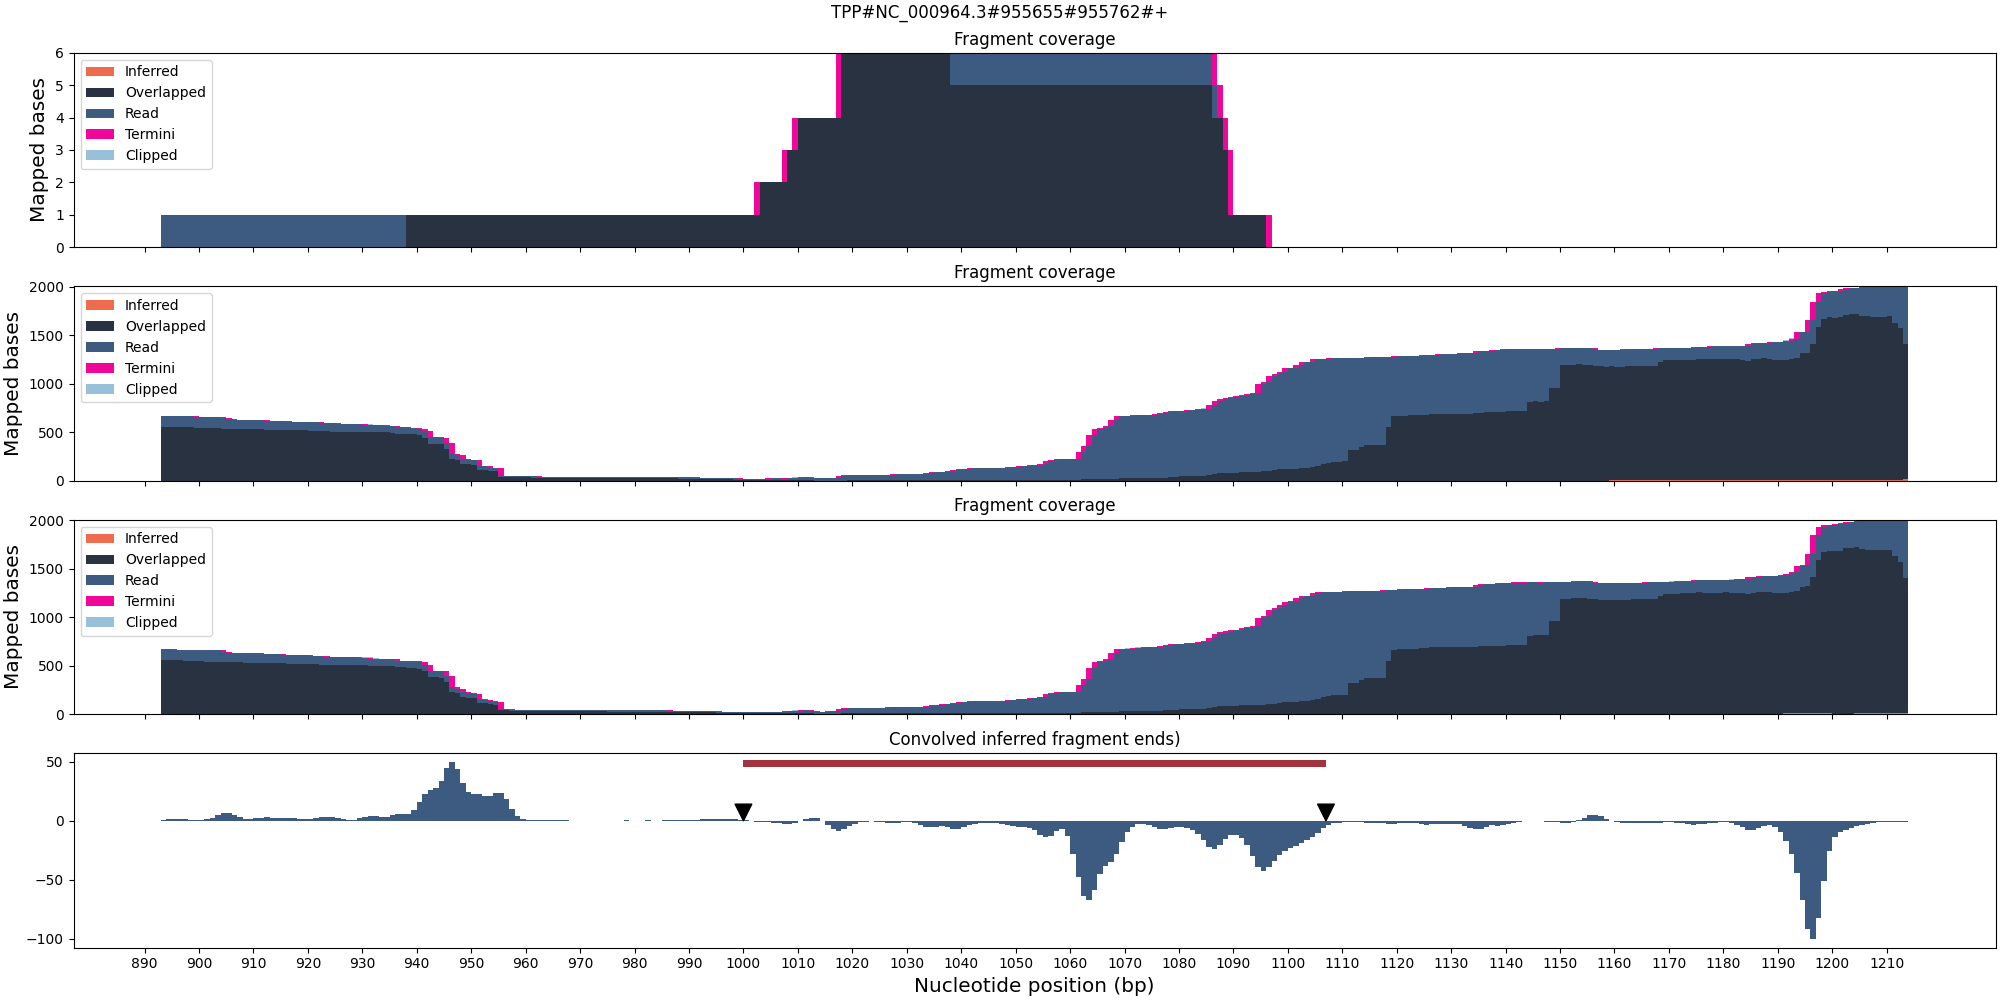 TPP#NC_000964.3#955655#955762#+
Fragment coverage
Mapped bases
6
5
4
3
2
1
0
Inferred
Overlapped
Read
Termini
Clipped
Fragment coverage
Mapped bases
2000
1500
1000
500
0
Inferred
Overlapped
Read
Termini
Clipped
Fragment coverage
Mapped bases
2000
1500
1000
500
0
Inferred
Overlapped
Read
Termini
Clipped
Convolved inferred fragment ends)
50
0
−50
−100
890 900 910 920 930 940 950 960 970 980 990 1000 1010 1020 1030 1040 1050 1060 1070 1080 1090 1100 1110 1120 1130 1140 1150 1160 1170 1180 1190 1200 1210
Nucleotide position (bp)